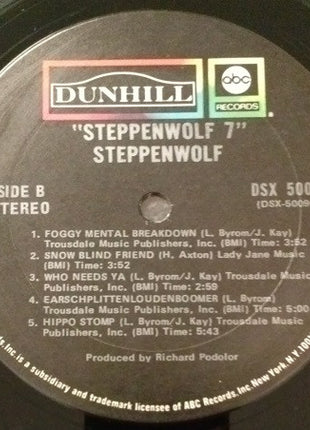 DUNHILL
abc
RECORDS
"STEPPENWOLF 7"
STEPPENWOLF
SIDE B
STEREO
DSX 500
(DSX-5009
1. FOGGY MENTAL BREAKDOWN (L. Byrom/J. Kay)
Trousdale Music Publishers, Inc. (BMI) Time: 3:52
2. SNOW BLIND FRIEND (H. Axton) Lady Jane Music
(BMI) Time: 3:52
3. WHO NEEDS YA (L. Byrom/J. Kay) Trousdale Music
Publishers, Inc. (BMI) Time: 2:59
4. EARSCHPLITTENLOUDENBOOMER (L. Byrom)
Trousdale Music Publishers, Inc. (BMI) Time: 5:00
5. HIPPO STOMP (L. Byrom/J. Kay) Trousdale Music
Publishers, Inc. (BMI) Time: 5:43
Produced by Richard Podolor
Inc. is a subsidiary and trademark licensee of ABC Records. Inc. New York, N.Y.